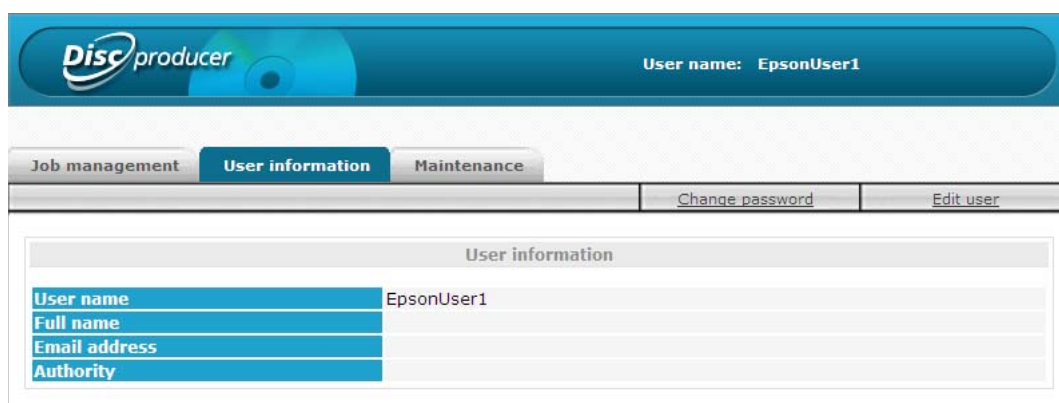 Disc producer
User name: EpsonUser1
Job management User information Maintenance
Change password Edit user
User information
User name EpsonUser1
Full name
Email address
Authority